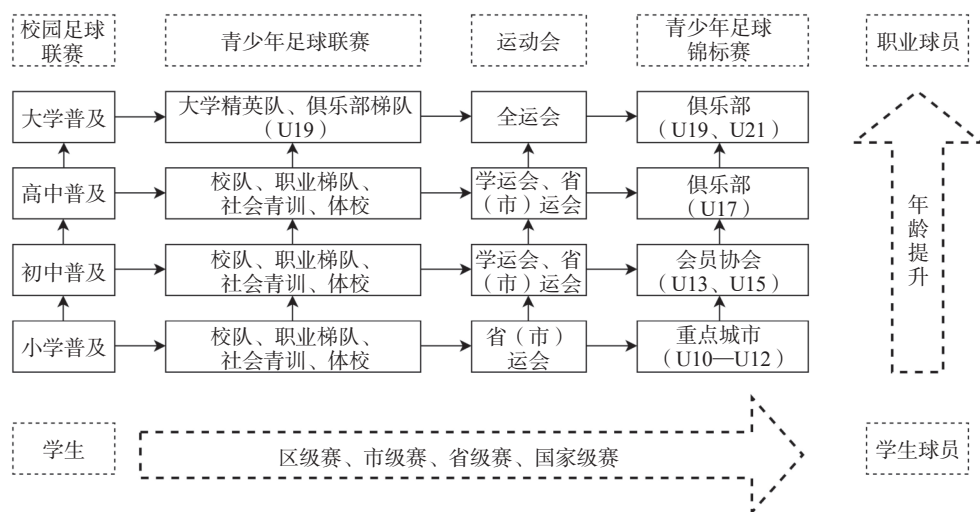 校园足球
联赛
青少年足球联赛
运动会
青少年足球
锦标赛
职业球员
大学普及
大学精英队、俱乐部梯队
（U19）
全运会
俱乐部
（U19、U21）
高中普及
校队、职业梯队、
社会青训、体校
学运会、省
（市）运会
俱乐部
（U17）
初中普及
校队、职业梯队、
社会青训、体校
学运会、省
（市）运会
会员协会
（U13、U15）
小学普及
校队、职业梯队、
社会青训、体校
省（市）
运会
重点城市
（U10—U12）
年龄提升
学生
区级赛、市级赛、省级赛、国家级赛
学生球员